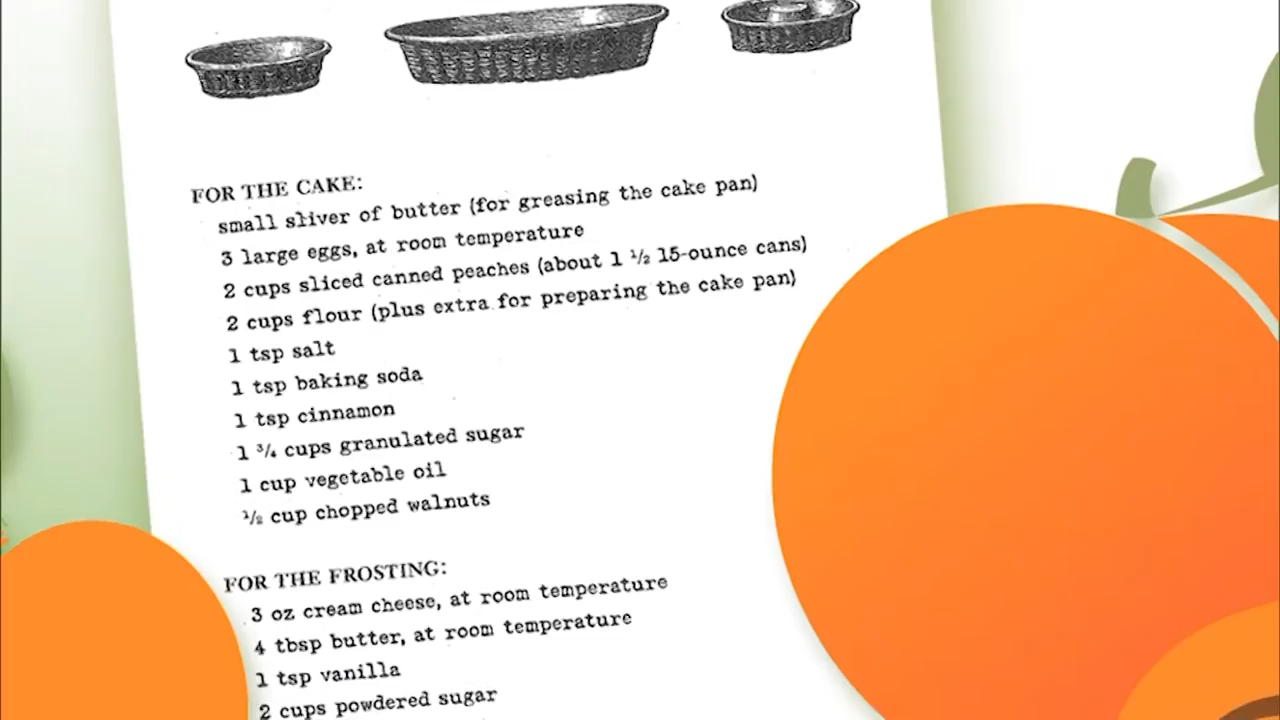 FOR THE CAKE:
small sliver of butter (for greasing the cake pan)
3 large eggs, at room temperature
2 cups sliced canned peaches (about 1 ½ 15-ounce cans)
2 cups flour (plus extra for preparing the cake pan)
1 tsp salt
1 tsp baking soda
1 tsp cinnamon
1 ¾ cups granulated sugar
1 cup vegetable oil
½ cup chopped walnuts
FOR THE FROSTING:
3 oz cream cheese, at room temperature
4 tbsp butter, at room temperature
1 tsp vanilla
2 cups powdered sugar